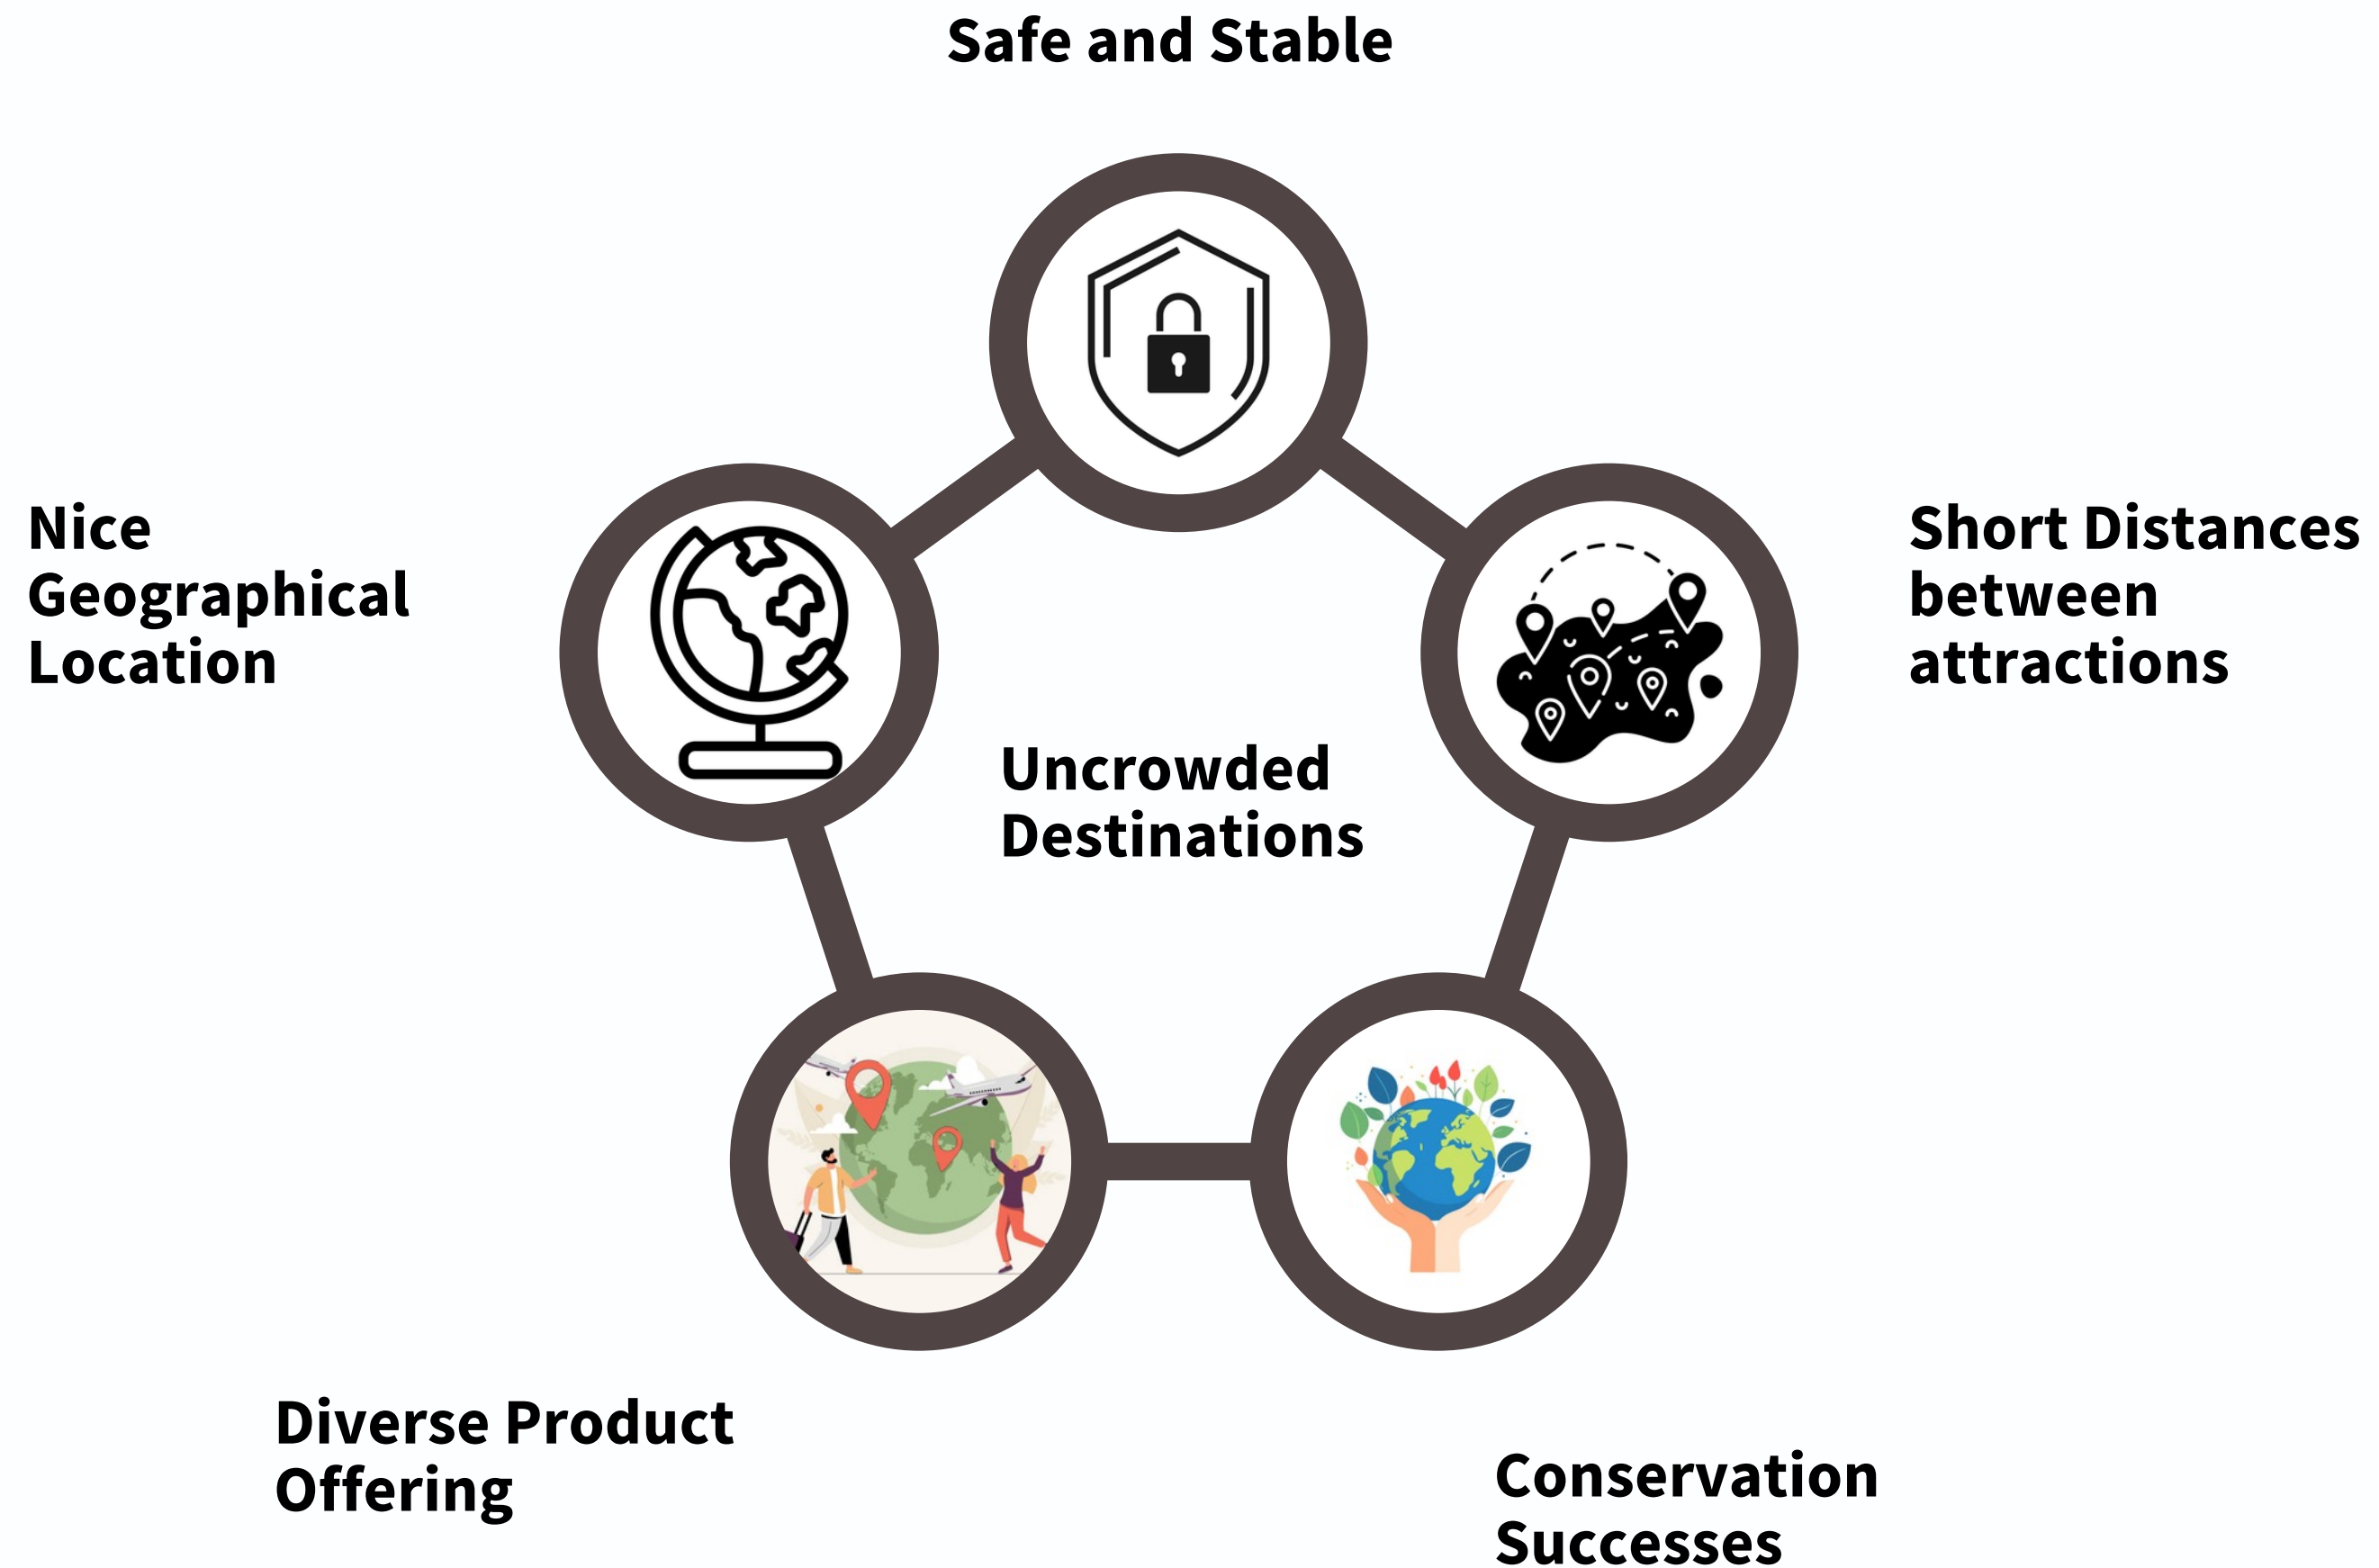 Safe and Stable
Nice
Geographical
Location
Short Distances
between
attractions
Uncrowded
Destinations
Diverse Product
Offering
Conservation
Successes